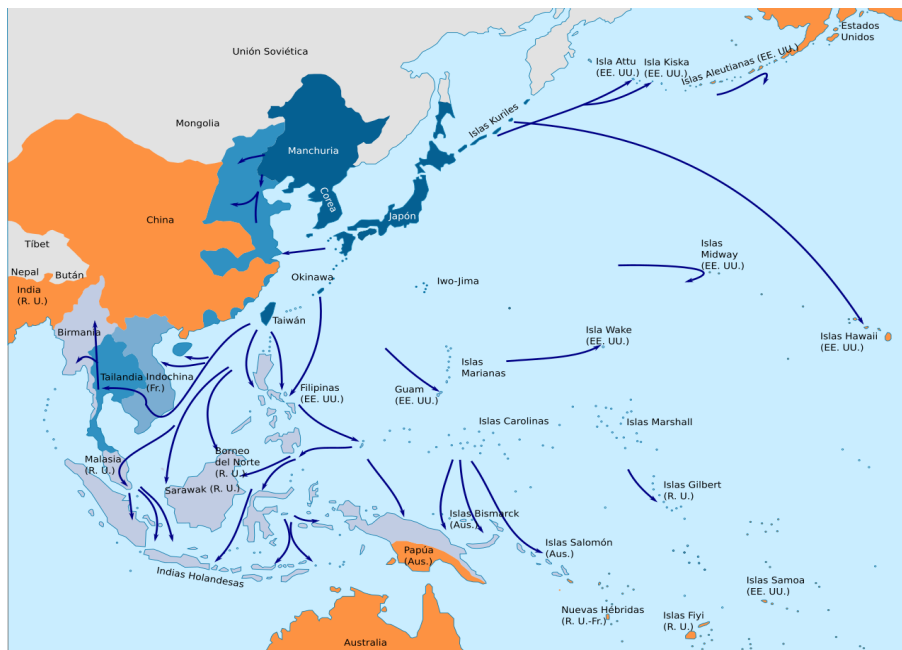 Estados
Unidos
Unión Soviética
Isla Attu
(EE. UU.)
Isla Kiska
(EE. UU.)
Islas Aleutianas (EE. UU.)
Mongolia
Islas Kuriles
Manchuria
Corea
Japón
China
Tíbet
Nepal
Bután
India
(R. U.)
Okinawa
Iwo-Jima
Islas
Midway
(EE. UU.)
Birmania
Taiwán
Isla Wake
(EE. UU.)
Islas Hawaii
(EE. UU.)
Tailandia
Indochina
(Fr.)
Filipinas
(EE. UU.)
Islas
Marianas
Guam
(EE. UU.)
Islas Carolinas
Islas Marshall
Malasia
(R. U.)
Borneo
del Norte
(R. U.)
Sarawak (R. U.)
Islas Gilbert
(R. U.)
Islas Bismarck
(Aus.)
Islas Salomón
(Aus.)
Papúa
(Aus.)
Indias Holandesas
Islas Samoa
(EE. UU.)
Nuevas Hébridas
(R. U.-Fr.)
Islas Fiyi
(R. U.)
Australia